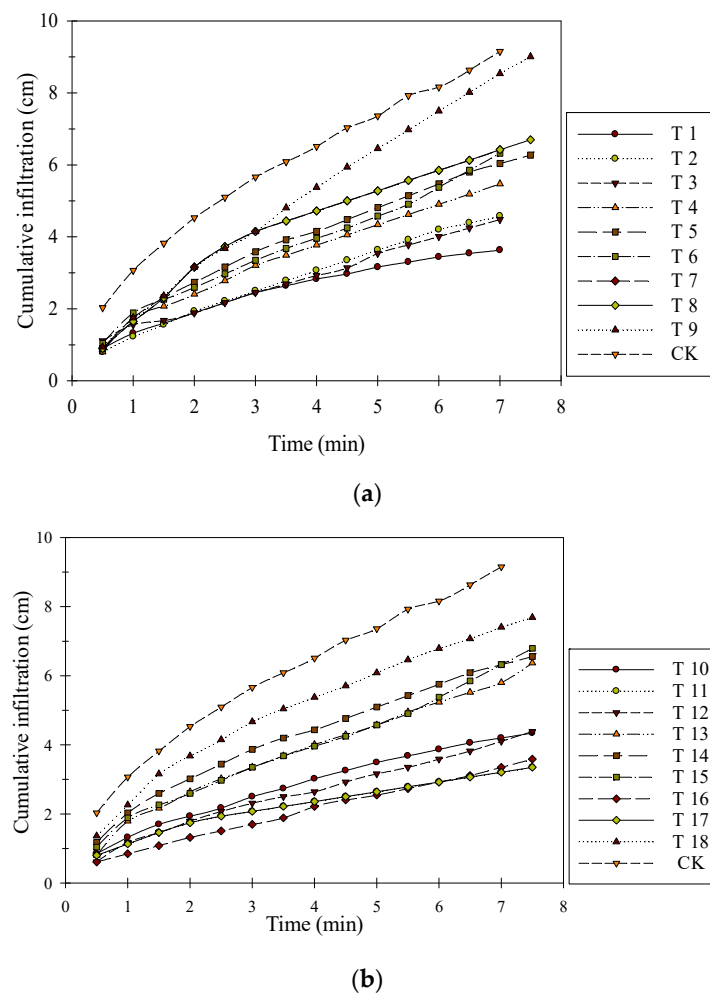 10
8
6
4
2
0
Cumulative infiltration (cm)
0 1 2 3 4 5 6 7 8
Time (min)
T 1
T 2
T 3
T 4
T 5
T 6
T 7
T 8
T 9
CK
(a)
10
8
6
4
2
0
Cumulative infiltration (cm)
0 1 2 3 4 5 6 7 8
Time (min)
T 10
T 11
T 12
T 13
T 14
T 15
T 16
T 17
T 18
CK
(b)